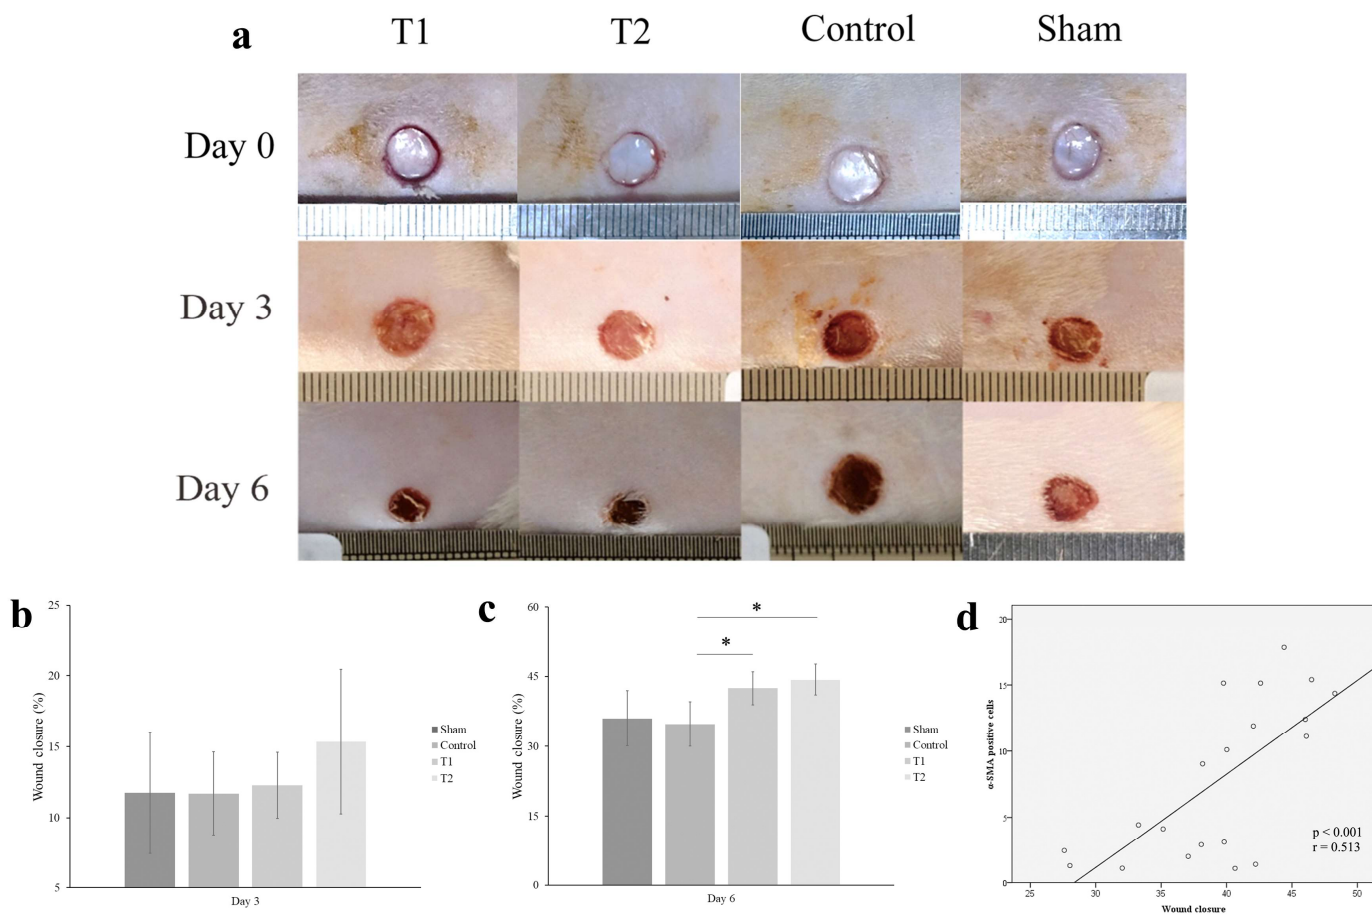 a
T1
T2
Control
Sham
Day 0
Day 3
Day 6
b
25
20
15
10
5
Wound closure (%)
Day 3
Sham
Control
T1
T2
c
60
45
30
15
0
Wound closure (%)
*
*
Day 6
Sham
Control
T1
T2
d
20
15
10
5
0
α-SMA positive cells
p < 0.001
r = 0.513
25
30
35
40
45
50
Wound closure